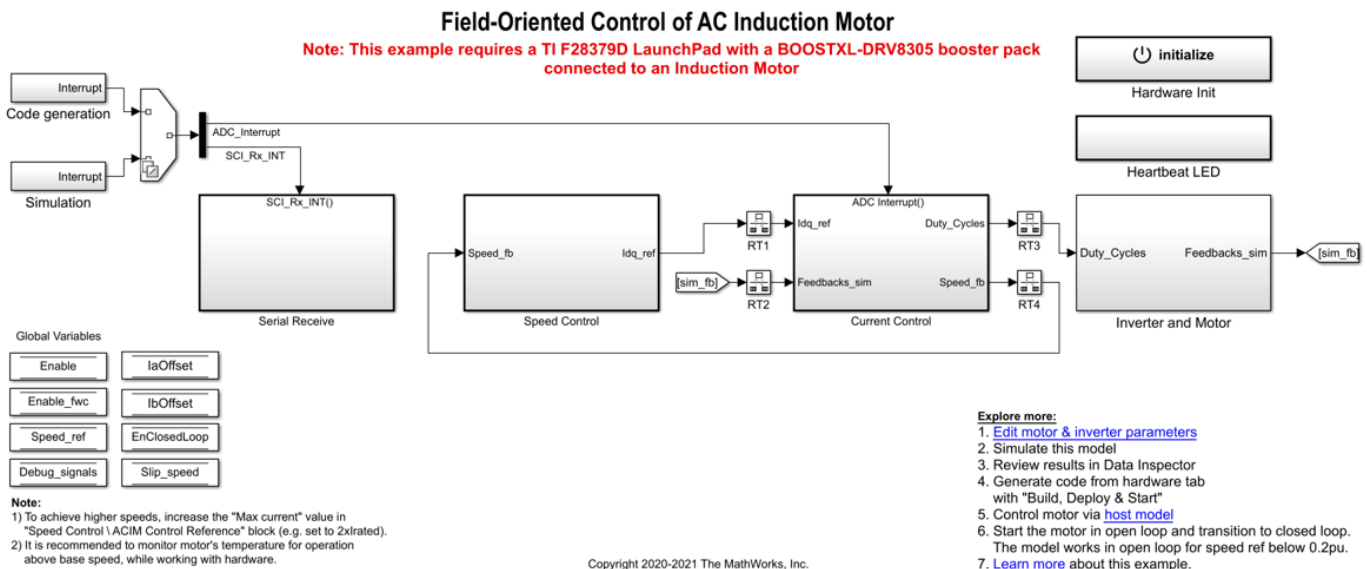 Field-Oriented Control of AC Induction Motor
Note: This example requires a TI F28379D LaunchPad with a BOOSTXL-DRV8305 booster pack
connected to an Induction Motor
initialize
Hardware Init
Heartbeat LED
Interrupt
Code generation
Interrupt
Simulation
ADC_Interrupt
SCI_Rx_INT
SCI_Rx_INT()
Serial Receive
Speed_fb
Idq_ref
Speed Control
RT1
[sim_fb]
RT2
ADC Interrupt()
Idq_ref
Duty_Cycles
Feedbacks_sim
Speed_fb
Current Control
RT3
RT4
Duty_Cycles
Feedbacks_sim
Inverter and Motor
[sim_fb]
Global Variables
Enable
IaOffset
Enable_fwc
IbOffset
Speed_ref
EnClosedLoop
Debug_signals
Slip_speed
Note:
1) To achieve higher speeds, increase the "Max current" value in
"Speed Control \ ACIM Control Reference" block (e.g. set to 2xIrated).
2) It is recommended to monitor motor's temperature for operation
above base speed, while working with hardware.
Copyright 2020-2021 The MathWorks, Inc.
Explore more:
1. Edit motor & inverter parameters
2. Simulate this model
3. Review results in Data Inspector
4. Generate code from hardware tab
with "Build, Deploy & Start"
5. Control motor via host model
6. Start the motor in open loop and transition to closed loop.
The model works in open loop for speed ref below 0.2pu.
7. Learn more about this example.